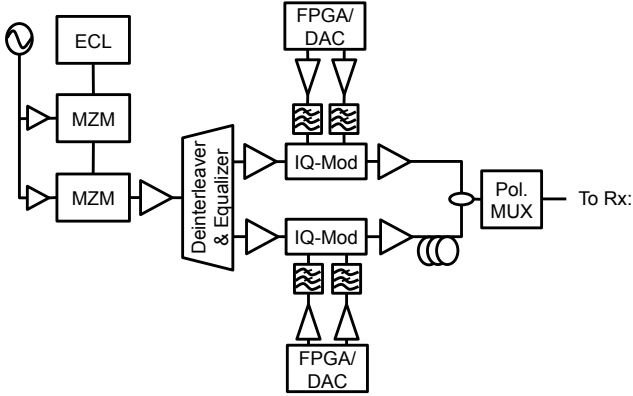 FPGA/
DAC
ECL
MZM
MZM
Deinterleaver
& Equalizer
IQ-Mod
IQ-Mod
Pol.
MUX
To Rx:
FPGA/
DAC